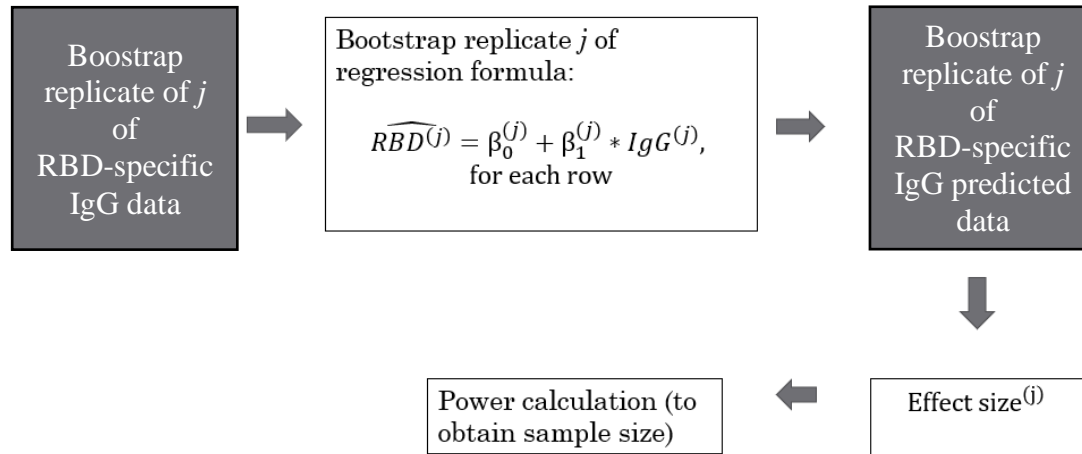 Boostrap
replicate of j
of
RBD-specific
IgG data
Bootstrap replicate j of
regression formula:
\widehat{RBD^{(j)}} = β₀^{(j)} + β₁^{(j)} * IgG^{(j)},
for each row
Boostrap
replicate of j
of
RBD-specific
IgG predicted
data
Effect size^{(j)}
Power calculation (to
obtain sample size)